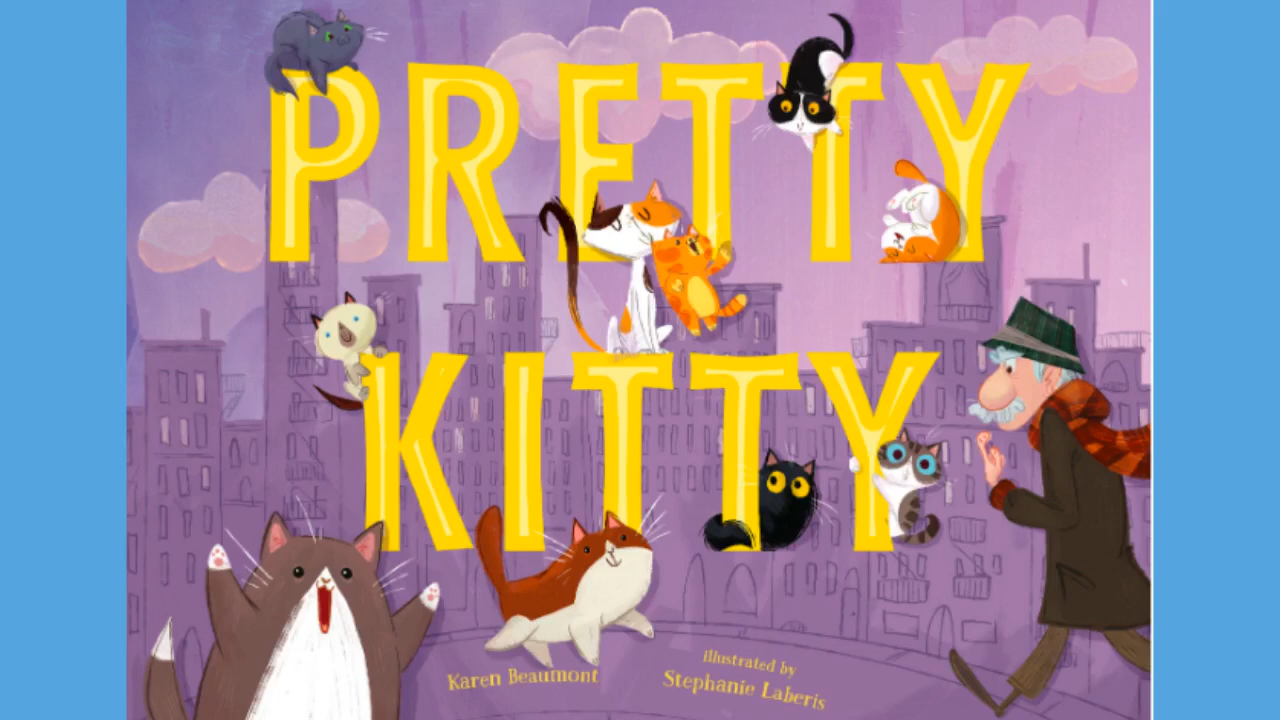 PRETTY
KITTY
Karen Beaumont
illustrated by
Stephanie Laberis